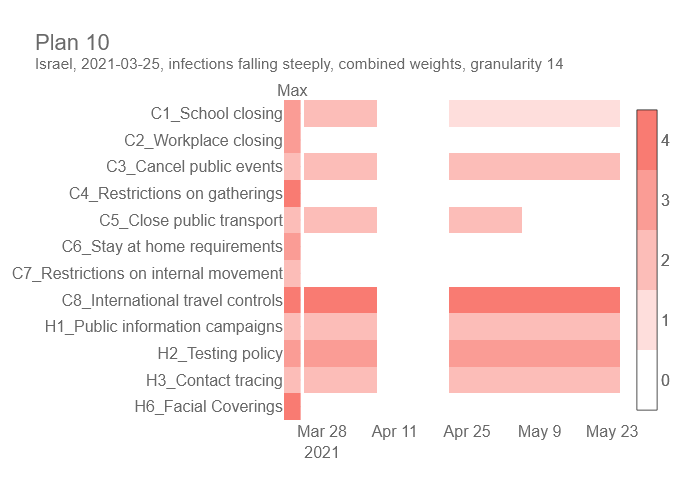 Plan 10
Israel, 2021-03-25, infections falling steeply, combined weights, granularity 14
Max
C1_School closing
C2_Workplace closing
C3_Cancel public events
C4_Restrictions on gatherings
C5_Close public transport
C6_Stay at home requirements
C7_Restrictions on internal movement
C8_International travel controls
H1_Public information campaigns
H2_Testing policy
H3_Contact tracing
H6_Facial Coverings
4
3
2
1
0
Mar 28 Apr 11 Apr 25 May 9 May 23
2021